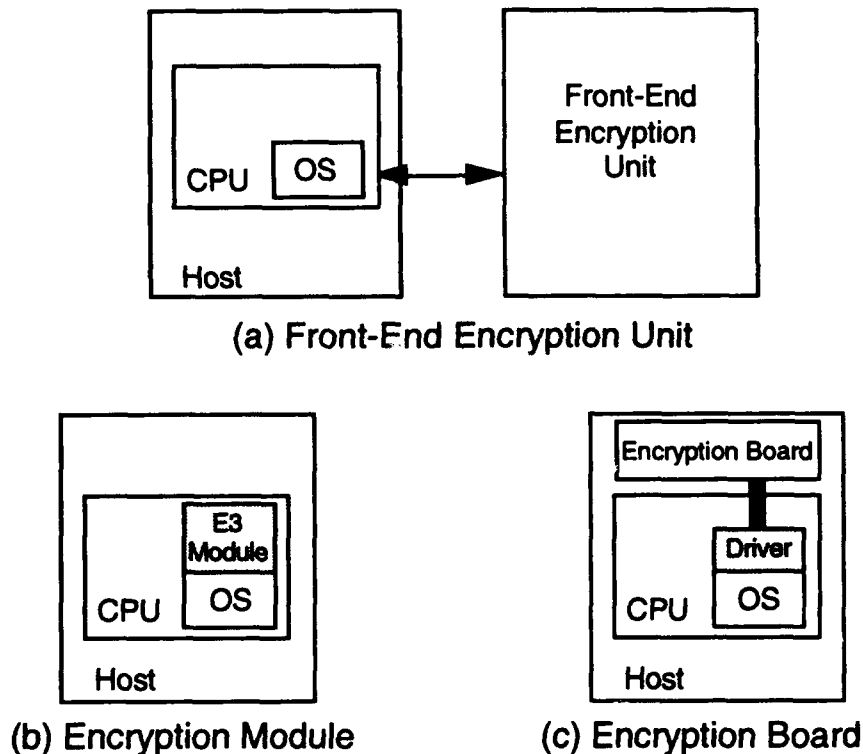 Front-End
Encryption
Unit
OS
CPU
Host
(a) Front-End Encryption Unit
E3
Module
OS
CPU
Host
(b) Encryption Module
Encryption Board
Driver
OS
CPU
Host
(c) Encryption Board